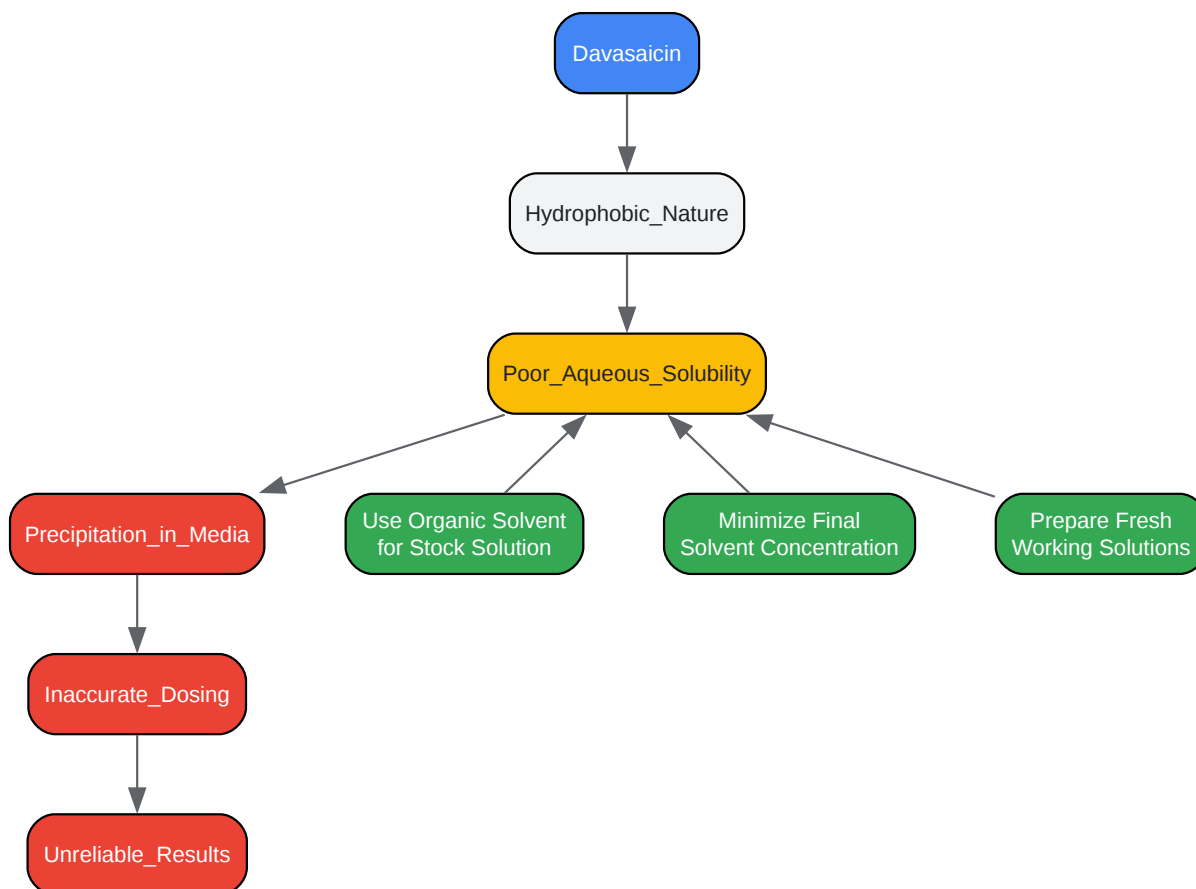 Davasaicin
Hydrophobic_Nature
Poor_Aqueous_Solubility
Precipitation_in_Media
Use Organic Solvent
for Stock Solution
Minimize Final
Solvent Concentration
Prepare Fresh
Working Solutions
Inaccurate_Dosing
Unreliable_Results